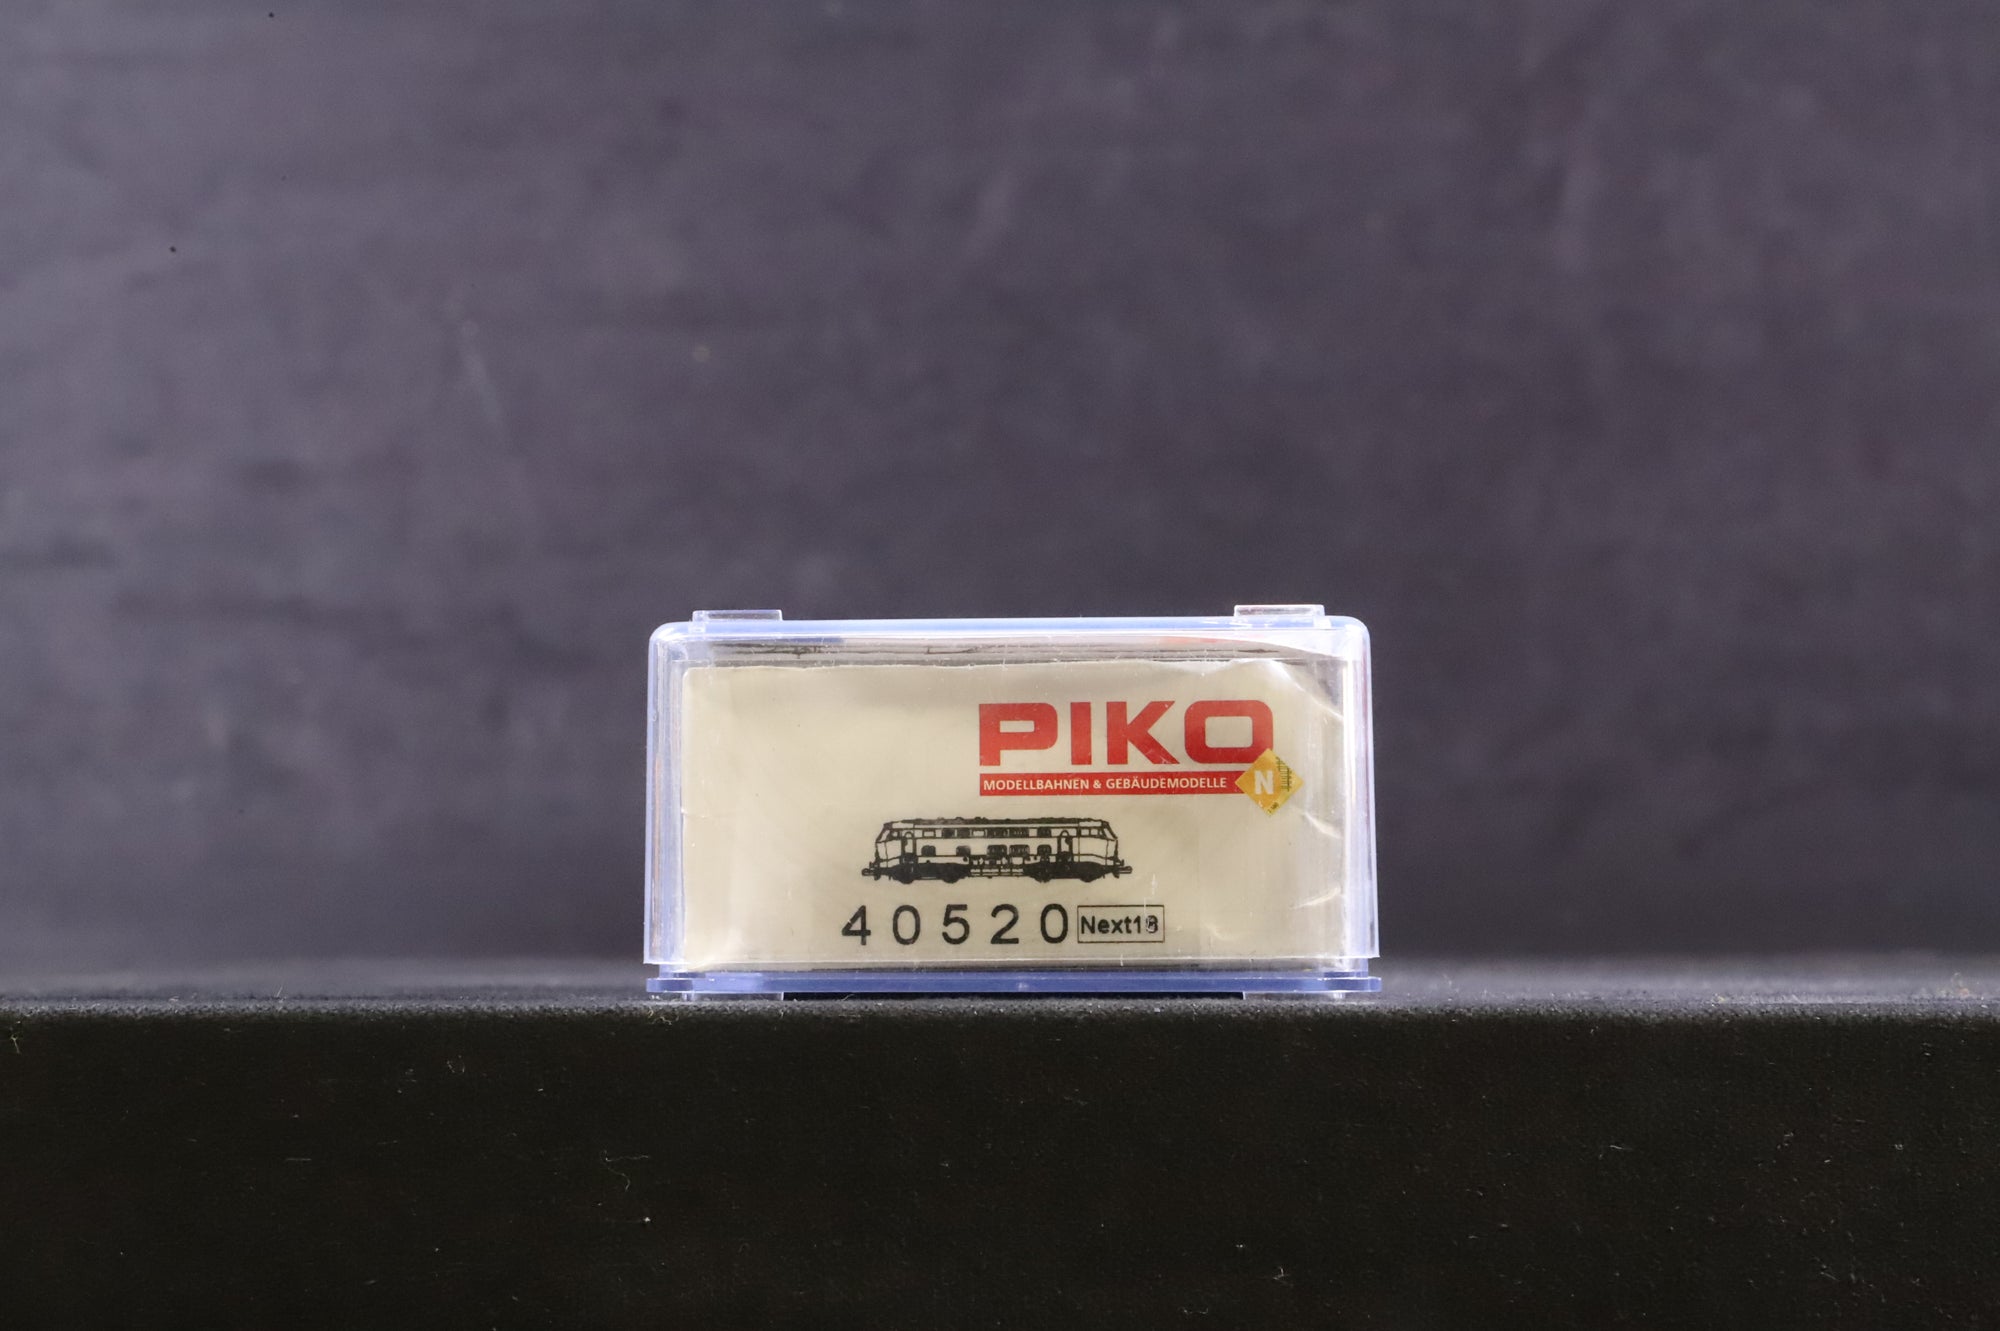 PIKO
MODELLBAHNEN & GEBÄUDEMODELLE
N
40520 Next18